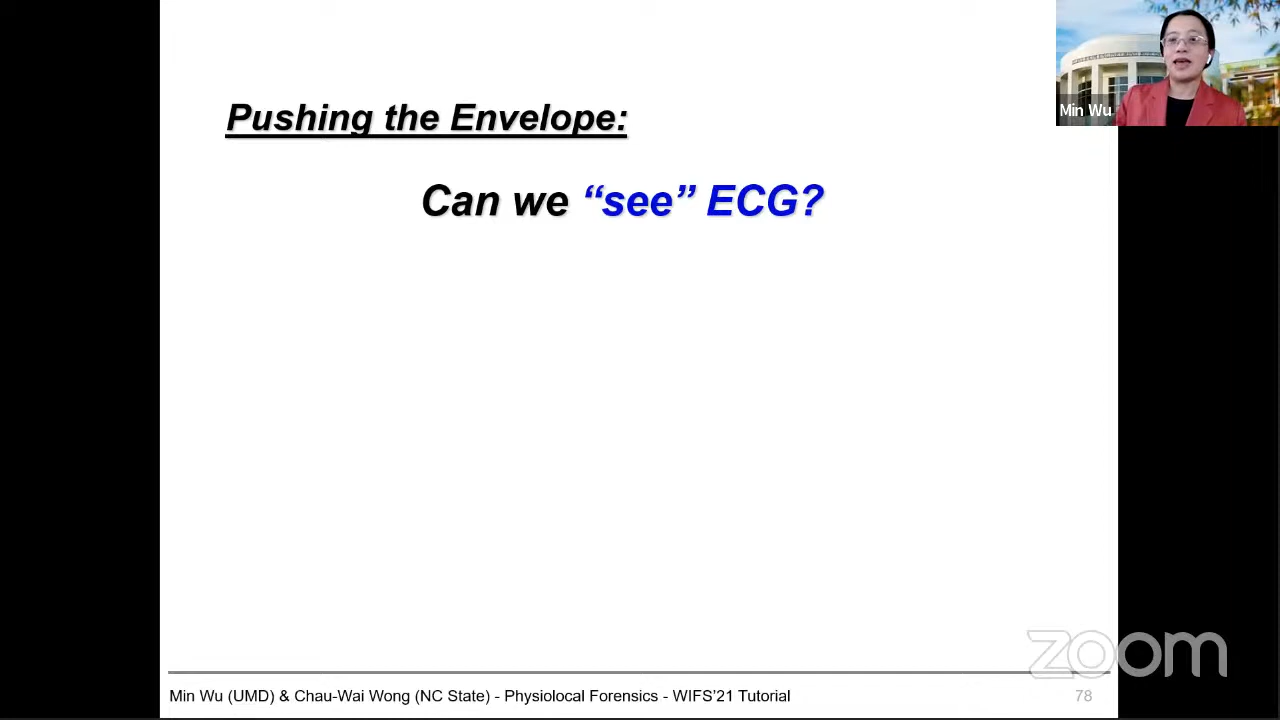 Pushing the Envelope:
Can we “see” ECG?
Min Wu
zoom
Min Wu (UMD) & Chau-Wai Wong (NC State) - Physiolocal Forensics - WIFS’21 Tutorial
78